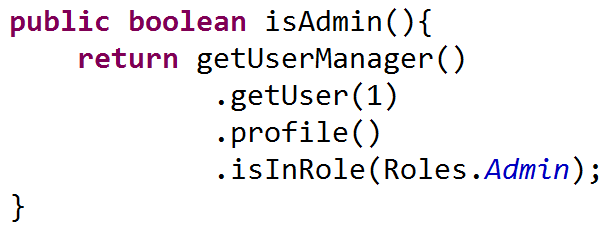 public boolean isAdmin(){
    return getUserManager()
            .getUser(1)
            .profile()
            .isInRole(Roles.Admin);
}